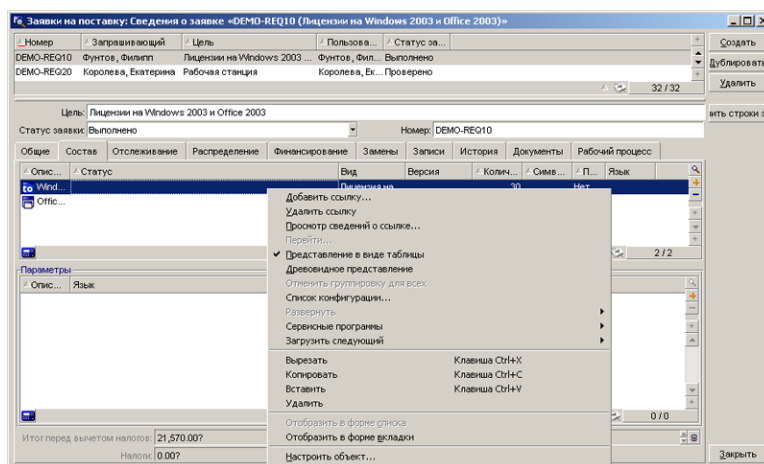 Заявки на поставку: Сведения о заявке «DEMO-REQ10 (Лицензии на Windows 2003 и Office 2003)»
Номер Запрашивающий Цель Пользова... Статус за...
DEMO-REQ10 Фунтов, Филипп Лицензии на Windows 2003 ... Фунтов, Фил... Выполнено
DEMO-REQ20 Королева, Екатерина Рабочая станция Королева, Ек... Проверено
32 / 32
Создать
Дублировать
Удалить
ить строки з
Цель: Лицензии на Windows 2003 и Office 2003
Статус заявки: Выполнено Номер: DEMO-REQ10
Общие Состав Отслеживание Распределение Финансирование Замены Записи История Документы Рабочий процесс
Опис... Статус Вид Версия Колич... Симв... П... Язык
Wind... Лицензия на 30 Нет
Offic...
2 / 2
Добавить ссылку...
Удалить ссылку
Просмотр сведений о ссылке...
Перейти...
Представление в виде таблицы
Древовидное представление
Отменить группировку для всех
Список конфигурации...
Развернуть
Сервисные программы
Загрузить следующий
Вырезать Клавиша Ctrl+X
Копировать Клавиша Ctrl+C
Вставить Клавиша Ctrl+V
Удалить
Отобразить в форме списка
Отобразить в форме вкладки
Настроить объект...
Параметры
Опис... Язык
0 / 0
Итог перед вычетом налогов: 21,570.00?
Налоги: 0.00?
Закрыть